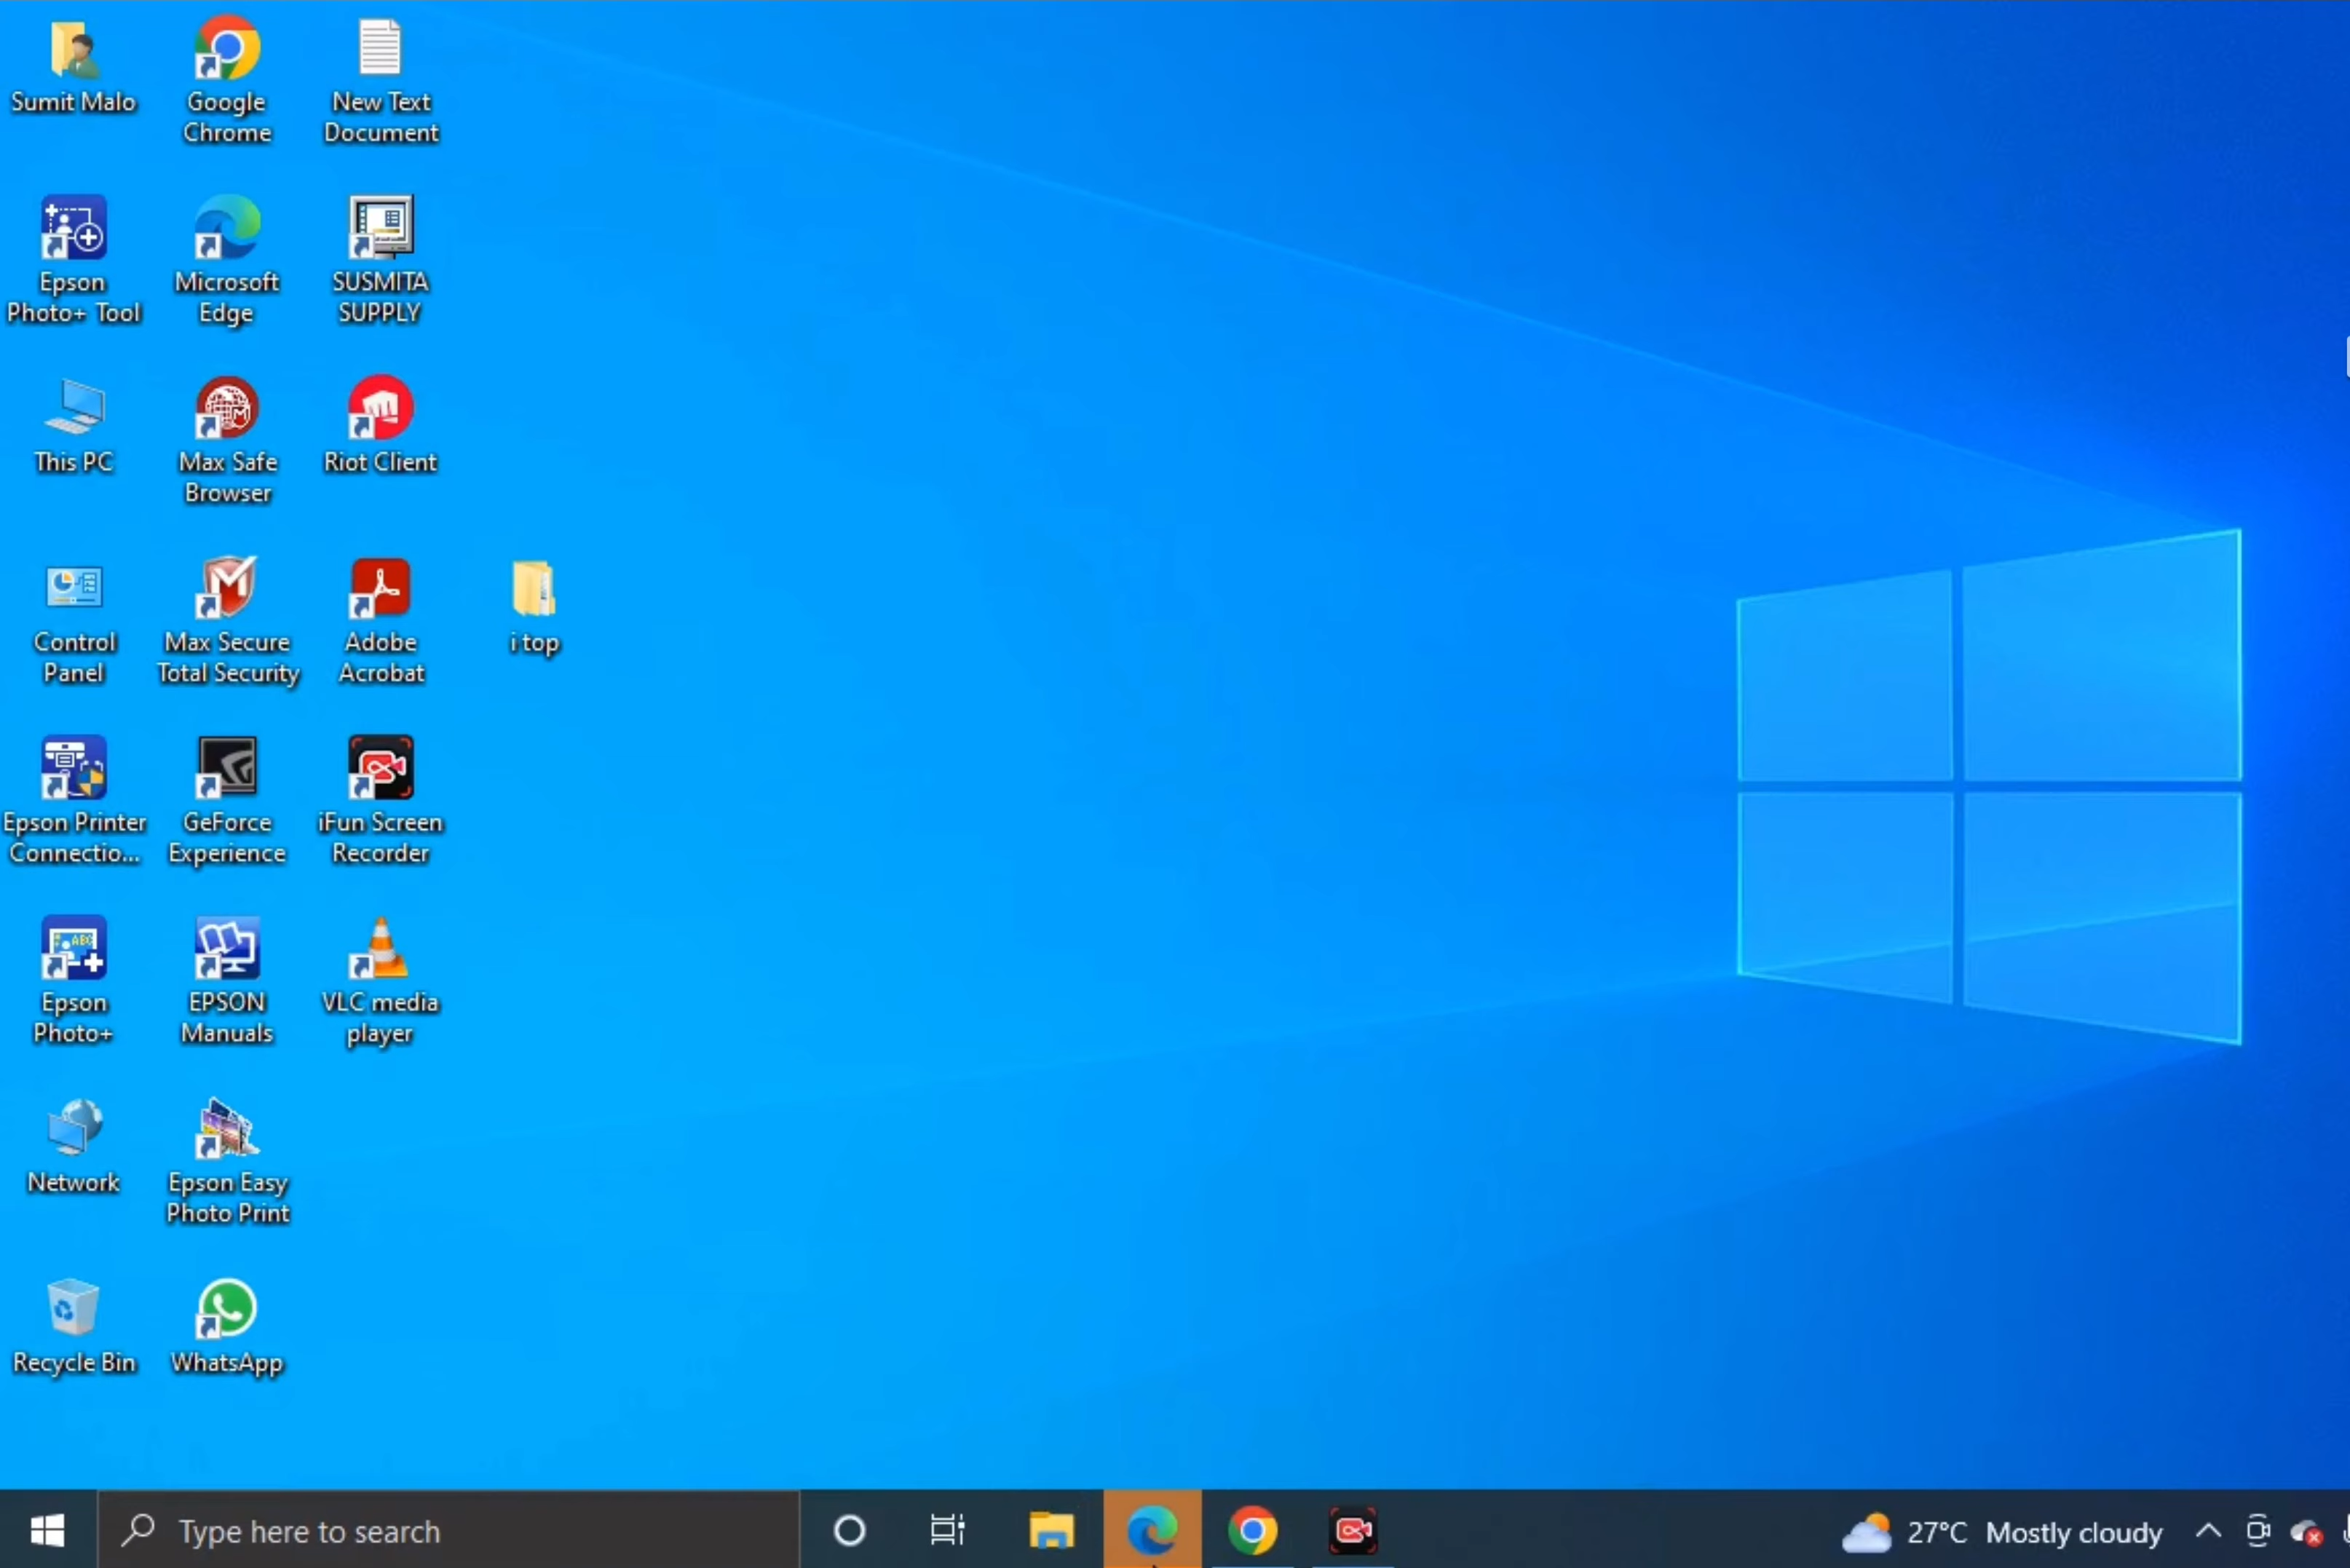 Sumit Malo
Google
Chrome
New Text
Document
Epson
Photo+ Tool
Microsoft
Edge
SUSMITA
SUPPLY
This PC
Max Safe
Browser
Riot Client
Control
Panel
Max Secure
Total Security
Adobe
Acrobat
i top
Epson Printer
Connectio...
GeForce
Experience
iFun Screen
Recorder
Epson
Photo+
EPSON
Manuals
VLC media
player
Network
Epson Easy
Photo Print
Recycle Bin
WhatsApp
Type here to search
27°C Mostly cloudy